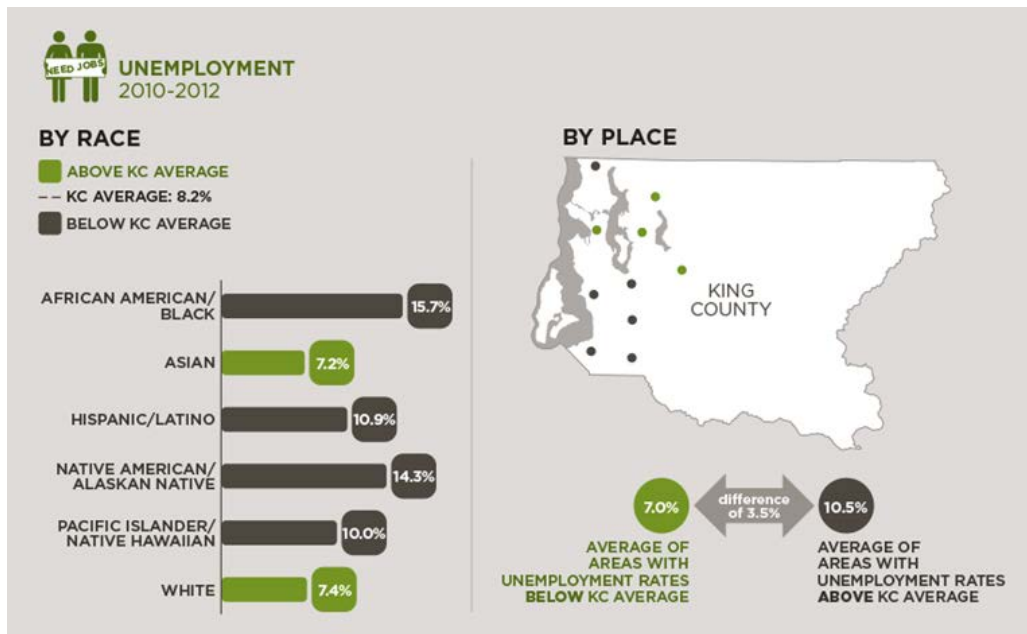 NEED JOBS
UNEMPLOYMENT
2010-2012
BY RACE
ABOVE KC AVERAGE
-- KC AVERAGE: 8.2%
BELOW KC AVERAGE
AFRICAN AMERICAN/
BLACK
15.7%
ASIAN
7.2%
HISPANIC/LATINO
10.9%
NATIVE AMERICAN/
ALASKAN NATIVE
14.3%
PACIFIC ISLANDER/
NATIVE HAWAIIAN
10.0%
WHITE
7.4%
BY PLACE
KING
COUNTY
7.0%
difference
of 3.5%
10.5%
AVERAGE OF
AREAS WITH
UNEMPLOYMENT RATES
BELOW KC AVERAGE
AVERAGE OF
AREAS WITH
UNEMPLOYMENT RATES
ABOVE KC AVERAGE